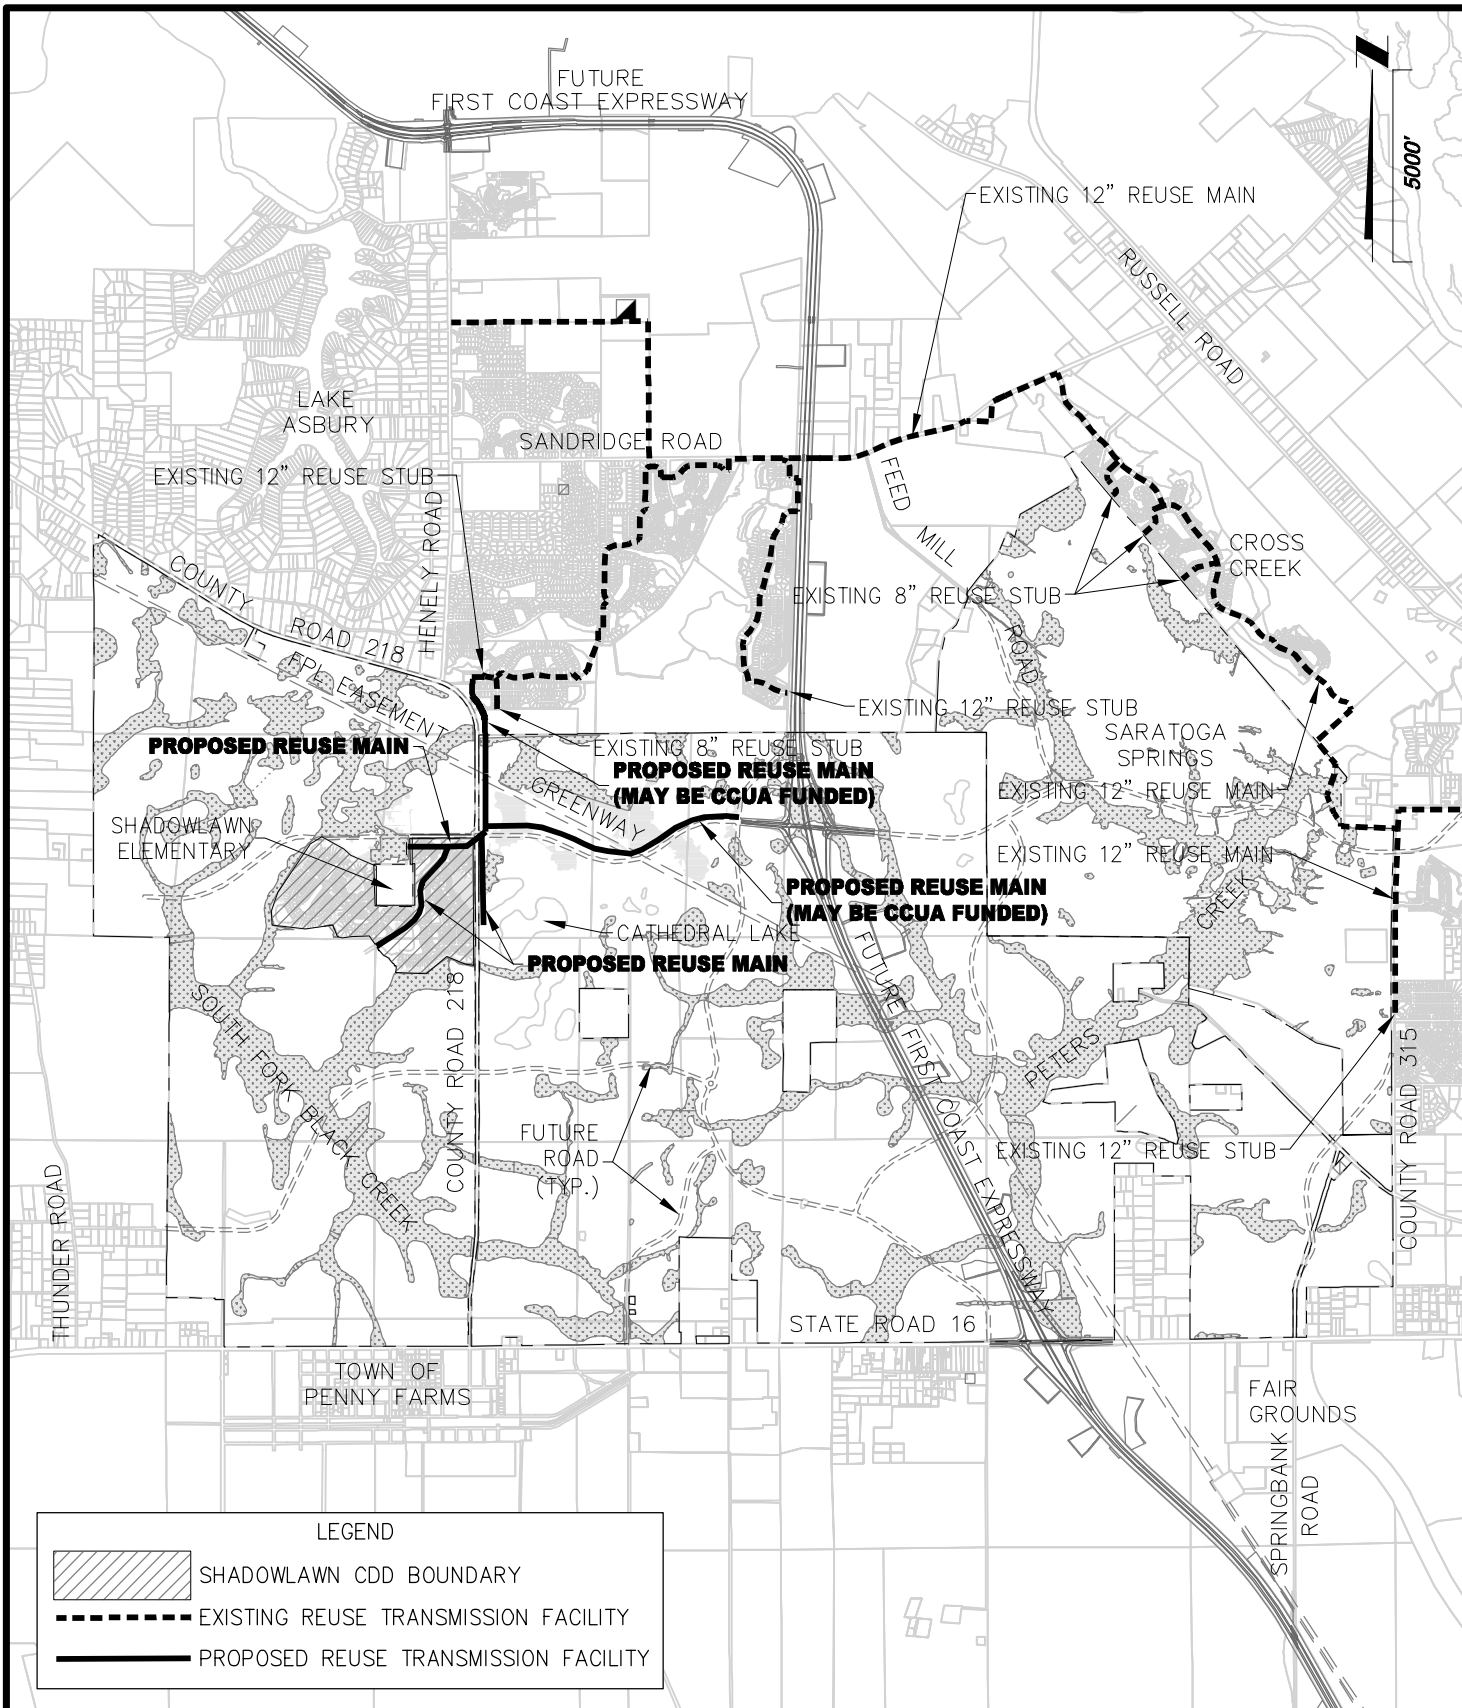 FUTURE
FIRST COAST EXPRESSWAY
5000'
EXISTING 12" REUSE MAIN
RUSSELL ROAD
LAKE
ASBURY
SANDRIDGE ROAD
EXISTING 12" REUSE STUB
HENELY ROAD
FEED
MILL
ROAD
CROSS
CREEK
EXISTING 8" REUSE STUB
COUNTY
ROAD 218
FPL EASEMENT
EXISTING 12" REUSE STUB
SARATOGA
SPRINGS
PROPOSED REUSE MAIN
EXISTING 8" REUSE STUB
PROPOSED REUSE MAIN
(MAY BE CCUA FUNDED)
EXISTING 12" REUSE MAIN
GREENWAY
SHADOWLAWN
ELEMENTARY
EXISTING 12" REUSE MAIN
PROPOSED REUSE MAIN
(MAY BE CCUA FUNDED)
CREEK
CATHEDRAL LAKE
PROPOSED REUSE MAIN
FUTURE FIRST COAST EXPRESSWAY
SOUTH FORK BLACK CREEK
COUNTY ROAD 218
PETERS
COUNTY ROAD 315
FUTURE
ROAD
(TYP.)
EXISTING 12" REUSE STUB
THUNDER ROAD
STATE ROAD 16
TOWN OF
PENNY FARMS
FAIR
GROUNDS
SPRINGBANK
ROAD
LEGEND
SHADOWLAWN CDD BOUNDARY
EXISTING REUSE TRANSMISSION FACILITY
PROPOSED REUSE TRANSMISSION FACILITY